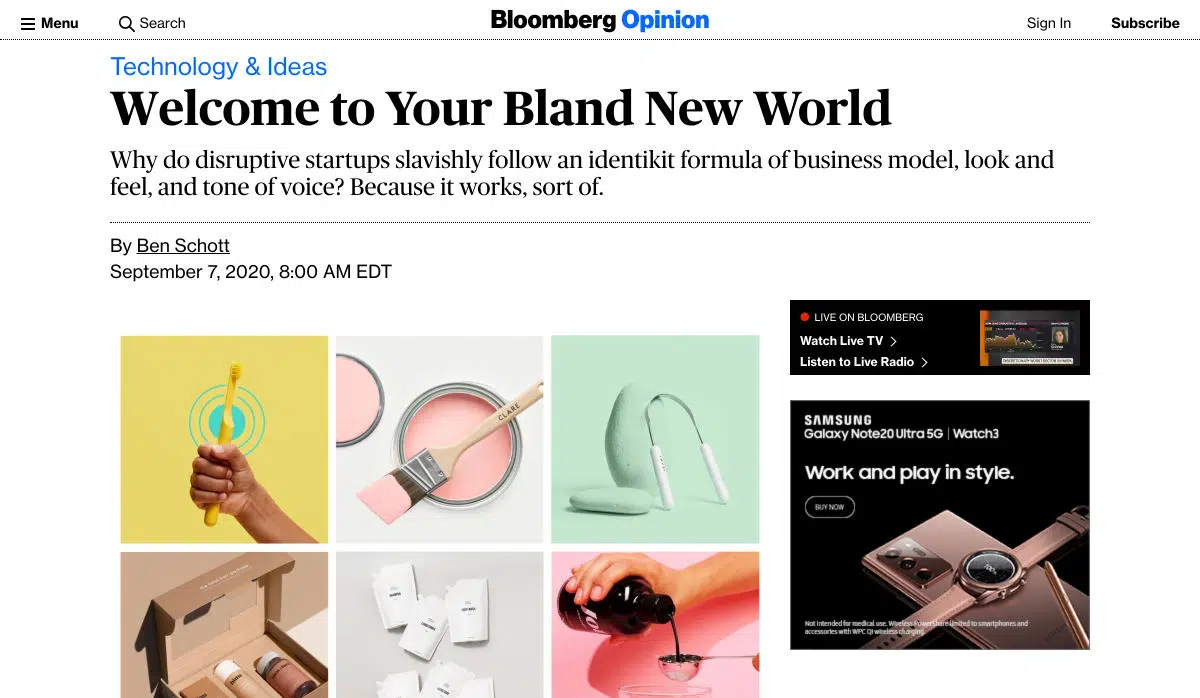 Menu
Search
Bloomberg Opinion
Sign In
Subscribe
Technology & Ideas
Welcome to Your Bland New World
Why do disruptive startups slavishly follow an identikit formula of business model, look and
feel, and tone of voice? Because it works, sort of.
By Ben Schott
September 7, 2020, 8:00 AM EDT
LIVE ON BLOOMBERG
Watch Live TV
Listen to Live Radio
CLARE
SAMSUNG
Galaxy Note20 Ultra 5G | Watch3
Work and play in style.
BUY NOW
100%
Not intended for medical use. Wireless PowerShare limited to smartphones and
accessories with WPC Qi wireless charging.